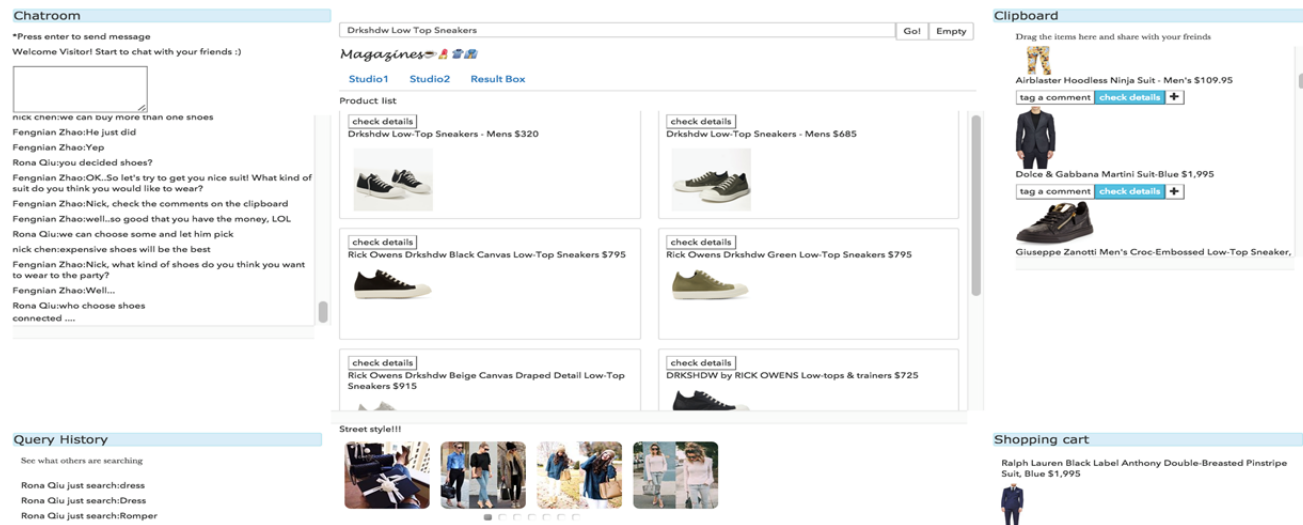 Chatroom
*Press enter to send message
Welcome Visitor! Start to chat with your friends :)
nick chen:we can buy more than one shoes
Fengnian Zhao:He just did
Fengnian Zhao:Yep
Rona Qiu:you decided shoes?
Fengnian Zhao:OK..So let's try to get you nice suit! What kind of
suit do you think you would like to wear?
Fengnian Zhao:Nick, check the comments on the clipboard
Fengnian Zhao:well..so good that you have the money, LOL
Rona Qiu:we can choose some and let him pick
nick chen:expensive shoes will be the best
Fengnian Zhao:Nick, what kind of shoes do you think you want
to wear to the party?
Fengnian Zhao:Well...
Rona Qiu:who choose shoes
connected ....
Query History
See what others are searching
Rona Qiu just search:dress
Rona Qiu just search:Dress
Rona Qiu just search:Romper
Drkshdw Low Top Sneakers
Go!
Empty
Magazines
Studio1
Studio2
Result Box
Product list
check details
Drkshdw Low-Top Sneakers - Mens $320
check details
Drkshdw Low-Top Sneakers - Mens $685
check details
Rick Owens Drkshdw Black Canvas Low-Top Sneakers $795
check details
Rick Owens Drkshdw Green Low-Top Sneakers $795
check details
Rick Owens Drkshdw Beige Canvas Draped Detail Low-Top
Sneakers $915
check details
DRKSHDW by RICK OWENS Low-tops & trainers $725
Street style!!!
Clipboard
Drag the items here and share with your freinds
Airblaster Hoodless Ninja Suit - Men's $109.95
tag a comment check details +
Dolce & Gabbana Martini Suit-Blue $1,995
tag a comment check details +
Giuseppe Zanotti Men's Croc-Embossed Low-Top Sneaker,
Shopping cart
Ralph Lauren Black Label Anthony Double-Breasted Pinstripe
Suit, Blue $1,995